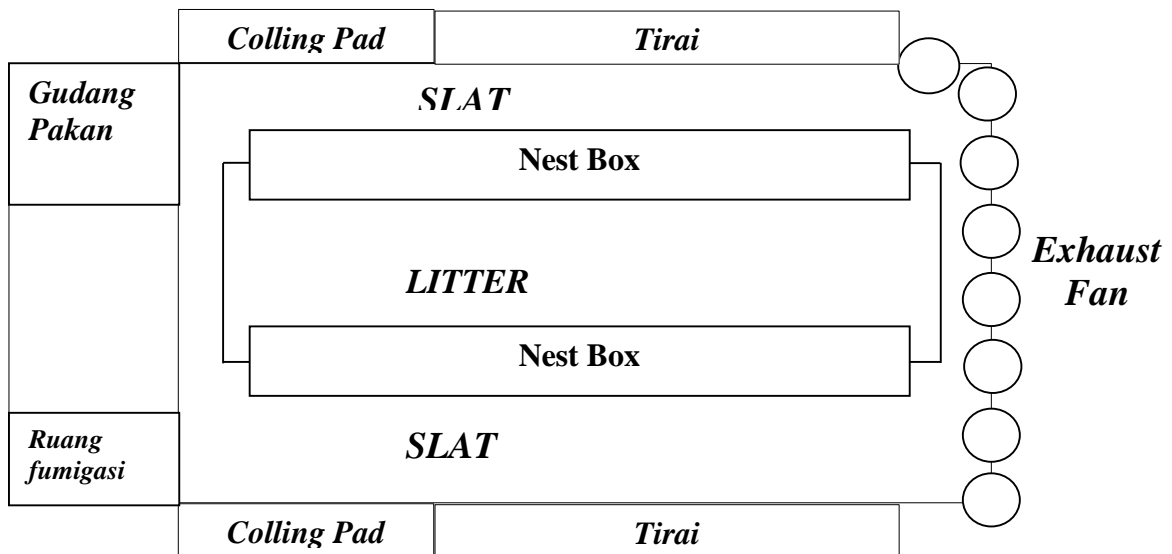 Colling Pad
Tirai
Gudang
Pakan
SLAT
Nest Box
LITTER
Exhaust
Fan
Nest Box
Ruang
fumigasi
SLAT
Colling Pad
Tirai